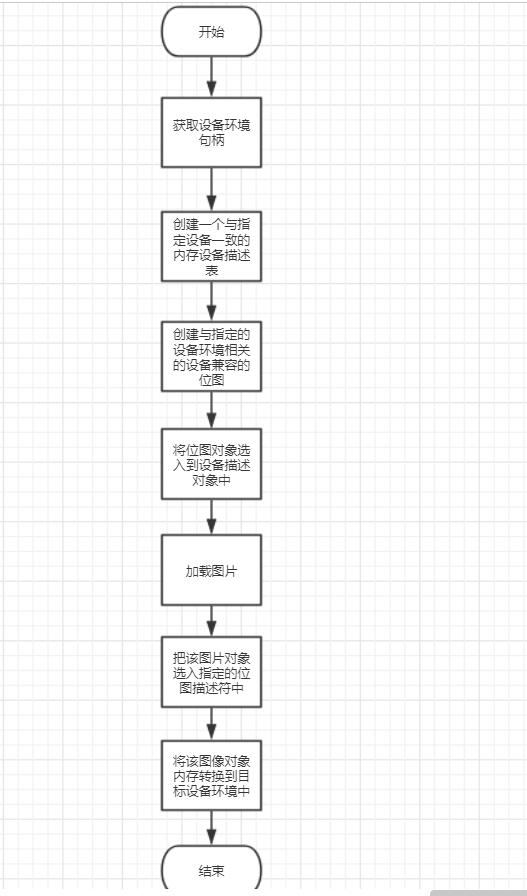 开始
获取设备环境
句柄
创建一个与指
定设备一致的
内存设备描述
表
创建与指定的
设备环境相关
的设备兼容的
位图
将位图对象选
入到设备描述
对象中
加载图片
把该图片对象
选入指定的位
图描述符中
将该图像对象
内存转换到目
标设备环境中
结束